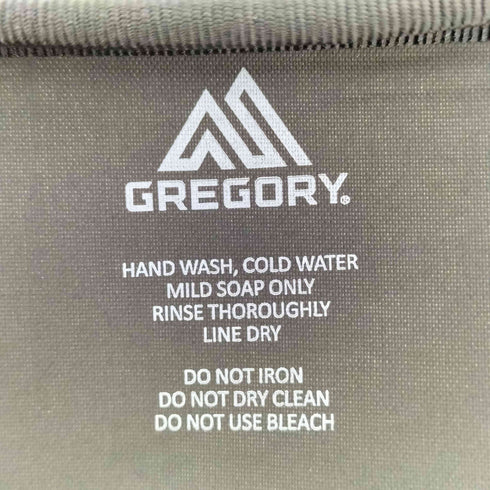 GREGORY®
HAND WASH, COLD WATER
MILD SOAP ONLY
RINSE THOROUGHLY
LINE DRY
DO NOT IRON
DO NOT DRY CLEAN
DO NOT USE BLEACH